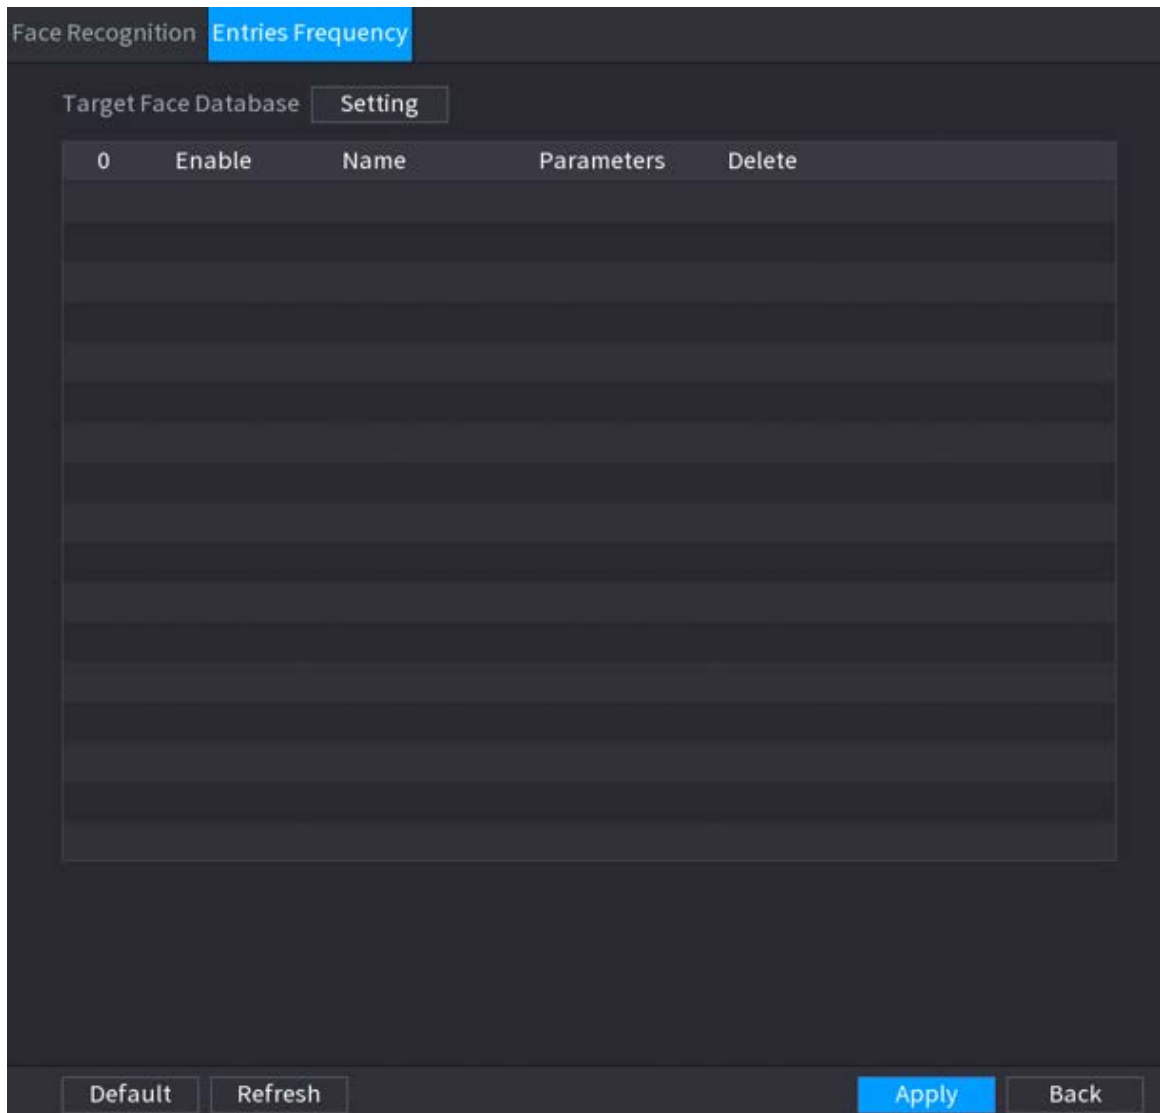 Face Recognition Entries Frequency
Target Face Database Setting
0 Enable Name Parameters Delete
Default Refresh Apply Back